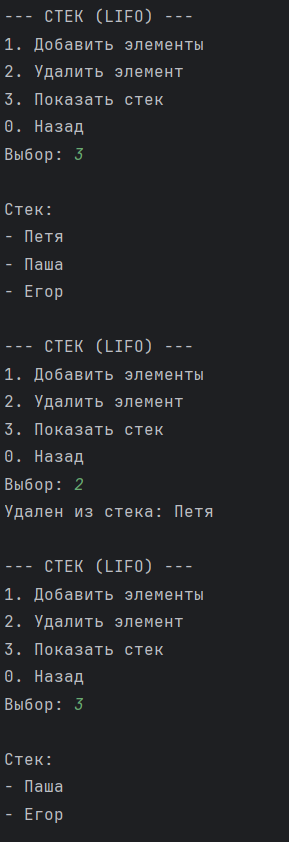 --- СТЕК (LIFO) ---
1. Добавить элементы
2. Удалить элемент
3. Показать стек
0. Назад
Выбор: 3
Стек:
- Петя
- Паша
- Егор
--- СТЕК (LIFO) ---
1. Добавить элементы
2. Удалить элемент
3. Показать стек
0. Назад
Выбор: 2
Удален из стека: Петя
--- СТЕК (LIFO) ---
1. Добавить элементы
2. Удалить элемент
3. Показать стек
0. Назад
Выбор: 3
Стек:
- Паша
- Егор